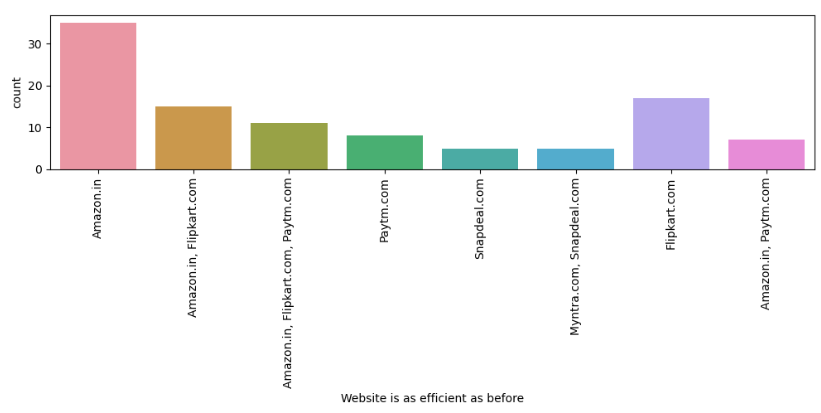 30
20
10
0
count
Amazon.in
Amazon.in, Flipkart.com
Amazon.in, Flipkart.com, Paytm.com
Paytm.com
Snapdeal.com
Myntra.com, Snapdeal.com
Flipkart.com
Amazon.in, Paytm.com
Website is as efficient as before